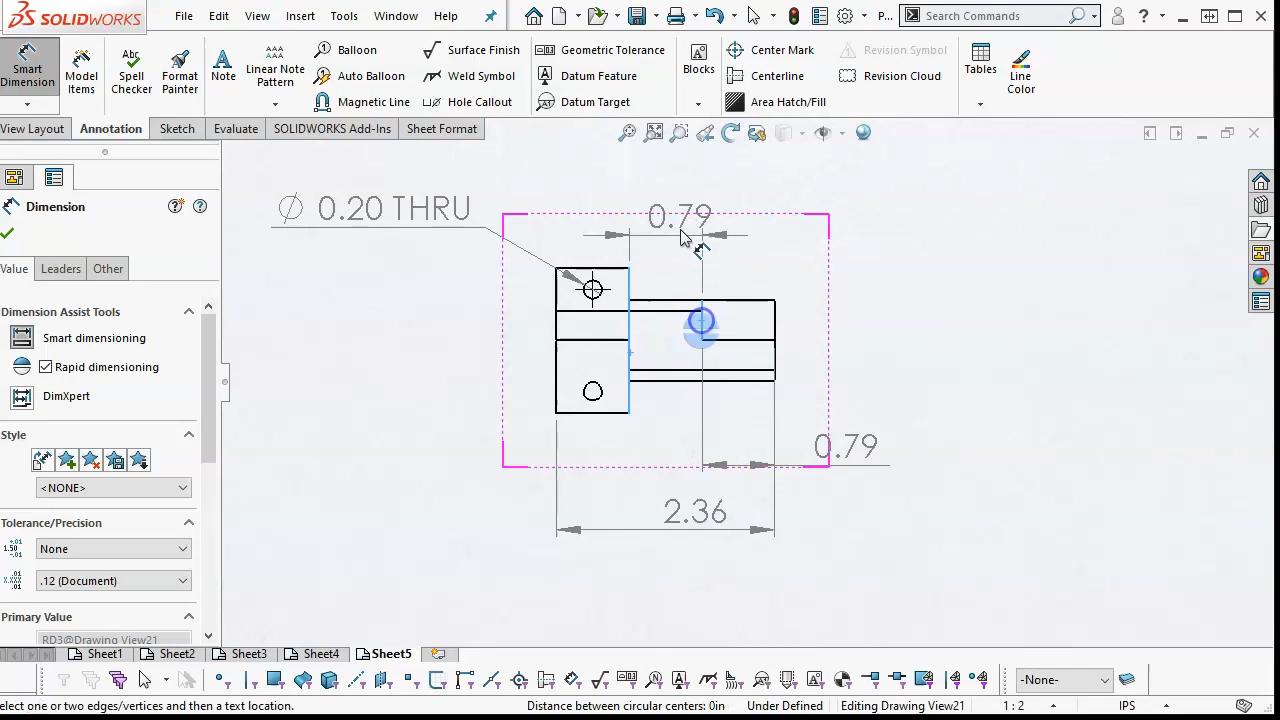 SOLIDWORKS
File Edit View Insert Tools Window Help
P...
Search Commands
Smart Dimension
Model Items
Spell Checker
Format Painter
Note
Linear Note Pattern
Balloon
Auto Balloon
Magnetic Line
Surface Finish
Weld Symbol
Hole Callout
Geometric Tolerance
Datum Feature
Datum Target
Blocks
Center Mark
Centerline
Area Hatch/Fill
Revision Symbol
Revision Cloud
Tables
Line Color
View Layout
Annotation
Sketch
Evaluate
SOLIDWORKS Add-Ins
Sheet Format
Dimension
Value
Leaders
Other
Dimension Assist Tools
Smart dimensioning
Rapid dimensioning
DimXpert
Style
<NONE>
Tolerance/Precision
None
.12 (Document)
Primary Value
RD3@Drawing View21
∅ 0.20 THRU
0.79
0.79
2.36
Sheet1
Sheet2
Sheet3
Sheet4
Sheet5
-None-
elect one or two edges/vertices and then a text location.
Distance between circular centers: 0in
Under Defined
Editing Drawing View21
1 : 2
IPS